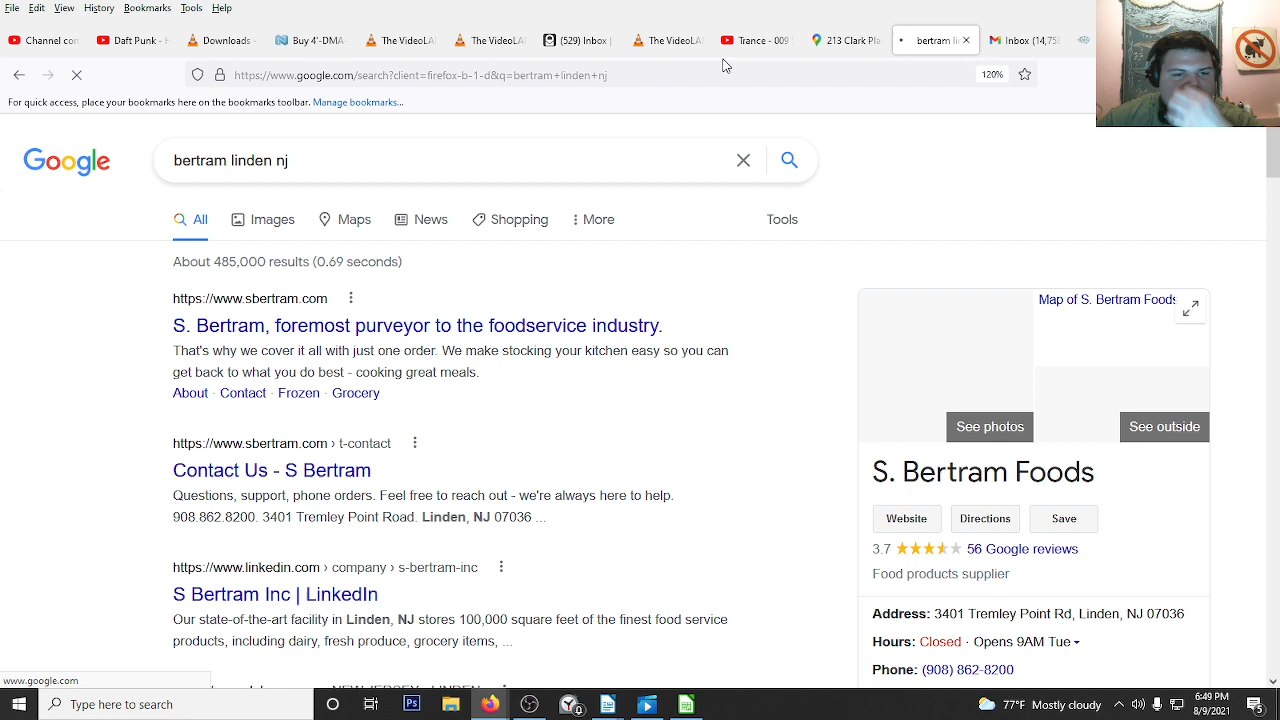 File Edit View History Bookmarks Tools Help
Channel con
Daft Punk - H
Downloads -
Buy 4'-DMA-
The VideoLAI
The VideoLAI
(529) Inbox |
The VideoLAI
Trance - 009
213 Clark Pla
bertram lin
Inbox (14,75
https://www.google.com/search?client=firefox-b-1-d&q=bertram+linden+nj
120%
For quick access, place your bookmarks here on the bookmarks toolbar. Manage bookmarks...
Google
bertram linden nj
All Images Maps News Shopping More Tools
About 485,000 results (0.69 seconds)
https://www.sbertram.com
S. Bertram, foremost purveyor to the foodservice industry.
That's why we cover it all with just one order. We make stocking your kitchen easy so you can
get back to what you do best - cooking great meals.
About · Contact · Frozen · Grocery
https://www.sbertram.com › t-contact
Contact Us - S Bertram
Questions, support, phone orders. Feel free to reach out - we're always here to help.
908.862.8200. 3401 Tremley Point Road. Linden, NJ 07036 ...
https://www.linkedin.com › company › s-bertram-inc
S Bertram Inc | LinkedIn
Our state-of-the-art facility in Linden, NJ stores 100,000 square feet of the finest food service
products, including dairy, fresh produce, grocery items, ...
Map of S. Bertram Foods
See photos
See outside
S. Bertram Foods
Website
Directions
Save
3.7 56 Google reviews
Food products supplier
Address: 3401 Tremley Point Rd, Linden, NJ 07036
Hours: Closed · Opens 9AM Tue
Phone: (908) 862-8200
www.google.com
Type here to search
Ps
77°F Mostly cloudy
6:49 PM
8/9/2021